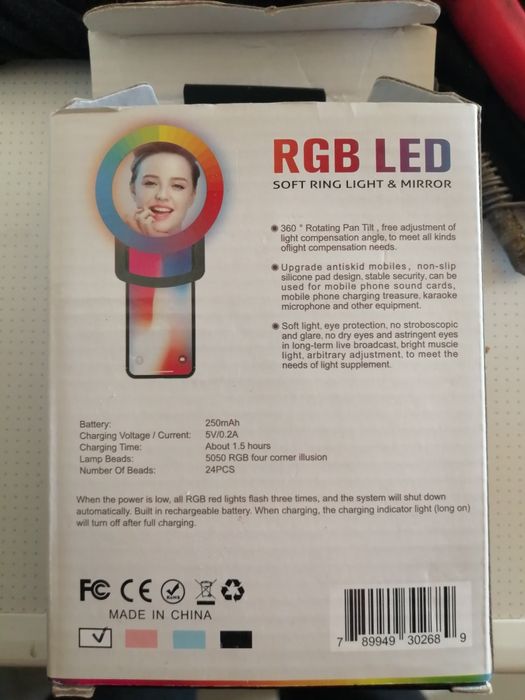 RGB LED
SOFT RING LIGHT & MIRROR
360 ° Rotating Pan Tilt , free adjustment of
light compensation angle, to meet all kinds
oflight compensation needs.
Upgrade antiskid mobiles, non-slip
silicone pad design, stable security, can be
used for mobile phone sound cards,
mobile phone charging treasure, karaoke
microphone and other equipment.
Soft light, eye protection, no stroboscopic
and glare, no dry eyes and astringent eyes
in long-term live broadcast, bright muscle
light, arbitrary adjustment, to meet the
needs of light supplement.
Battery: 250mAh
Charging Voltage / Current: 5V/0.2A
Charging Time: About 1.5 hours
Lamp Beads: 5050 RGB four corner illusion
Number Of Beads: 24PCS
When the power is low, all RGB red lights flash three times, and the system will shut down
automatically. Built in rechargeable battery. When charging, the charging indicator light (long on)
will turn off after full charging.
FC CE RoHS
MADE IN CHINA
7 89949 30268 9